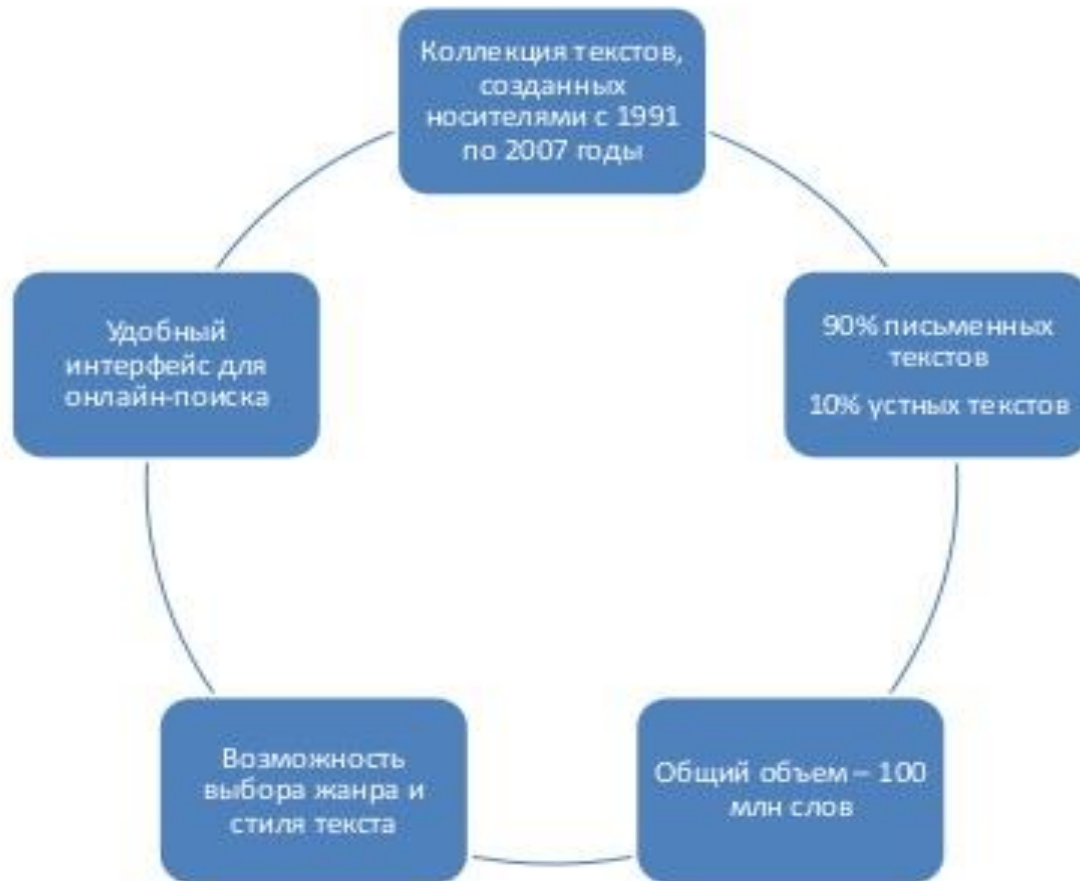 Коллекция текстов,
созданных
носителями с 1991
по 2007 годы
90% письменных
текстов
10% устных текстов
Общий объем – 100
млн слов
Возможность
выбора жанра и
стиля текста
Удобный
интерфейс для
онлайн-поиска